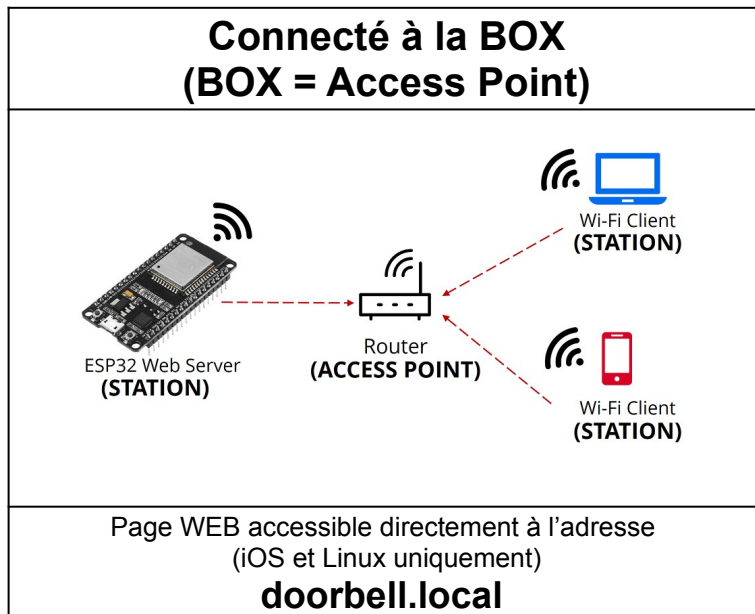 Connecté à la BOX
(BOX = Access Point)
Wi-Fi Client
(STATION)
ESP32 Web Server
(STATION)
Router
(ACCESS POINT)
Wi-Fi Client
(STATION)
Page WEB accessible directement à l’adresse
(iOS et Linux uniquement)
doorbell.local